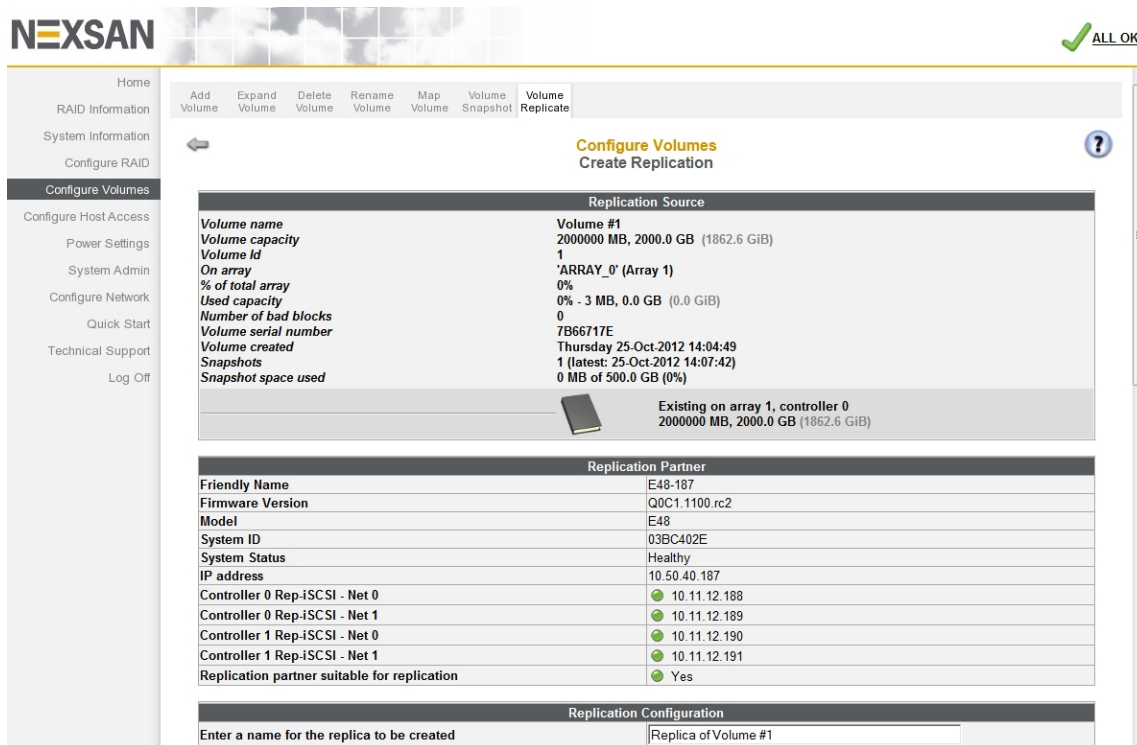 NEXSAN
ALL OK
Home
RAID Information
System Information
Configure RAID
Configure Volumes
Configure Host Access
Power Settings
System Admin
Configure Network
Quick Start
Technical Support
Log Off
Add Volume Expand Volume Delete Volume Rename Volume Map Volume Volume Snapshot Volume Replicate
Configure Volumes
Create Replication
?
Replication Source
Volume name Volume #1
Volume capacity 2000000 MB, 2000.0 GB (1862.6 GiB)
Volume Id 1
On array 'ARRAY_0' (Array 1)
% of total array 0%
Used capacity 0% - 3 MB, 0.0 GB (0.0 GiB)
Number of bad blocks 0
Volume serial number 7B66717E
Volume created Thursday 25-Oct-2012 14:04:49
Snapshots 1 (latest: 25-Oct-2012 14:07:42)
Snapshot space used 0 MB of 500.0 GB (0%)
Existing on array 1, controller 0
2000000 MB, 2000.0 GB (1862.6 GiB)
Replication Partner
Friendly Name E48-187
Firmware Version Q0C1.1100.rc2
Model E48
System ID 03BC402E
System Status Healthy
IP address 10.50.40.187
Controller 0 Rep-iSCSI - Net 0 10.11.12.188
Controller 0 Rep-iSCSI - Net 1 10.11.12.189
Controller 1 Rep-iSCSI - Net 0 10.11.12.190
Controller 1 Rep-iSCSI - Net 1 10.11.12.191
Replication partner suitable for replication Yes
Replication Configuration
Enter a name for the replica to be created Replica of Volume #1